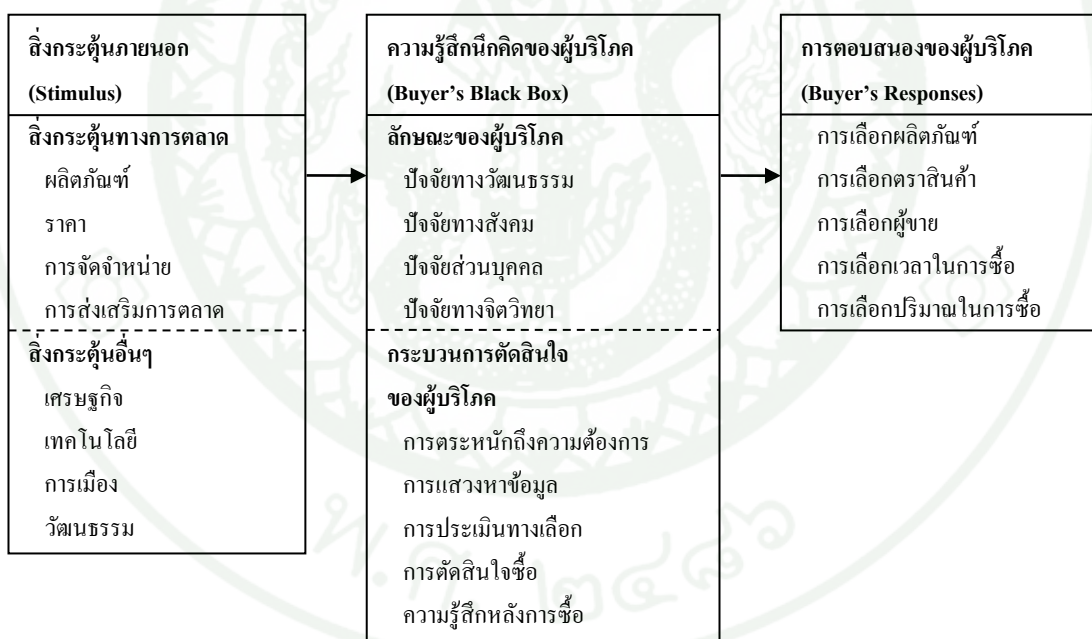 สิ่งกระตุ้นภายนอก
(Stimulus)
สิ่งกระตุ้นทางการตลาด
ผลิตภัณฑ์
ราคา
การจัดจำหน่าย
การส่งเสริมการตลาด
สิ่งกระตุ้นอื่นๆ
เศรษฐกิจ
เทคโนโลยี
การเมือง
วัฒนธรรม
ความรู้สึกนึกคิดของผู้บริโภค
(Buyer's Black Box)
ลักษณะของผู้บริโภค
ปัจจัยทางวัฒนธรรม
ปัจจัยทางสังคม
ปัจจัยส่วนบุคคล
ปัจจัยทางจิตวิทยา
กระบวนการตัดสินใจ
ของผู้บริโภค
การตระหนักถึงความต้องการ
การแสวงหาข้อมูล
การประเมินทางเลือก
การตัดสินใจซื้อ
ความรู้สึกหลังการซื้อ
การตอบสนองของผู้บริโภค
(Buyer's Responses)
การเลือกผลิตภัณฑ์
การเลือกตราสินค้า
การเลือกผู้ขาย
การเลือกเวลาในการซื้อ
การเลือกปริมาณในการซื้อ
พ.ศ. ๒๔๘๖